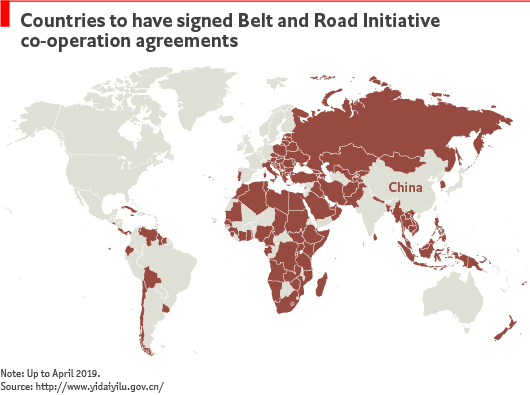 Countries to have signed Belt and Road Initiative
co-operation agreements
China
Note: Up to April 2019.
Source: http://www.yidaiyilu.gov.cn/